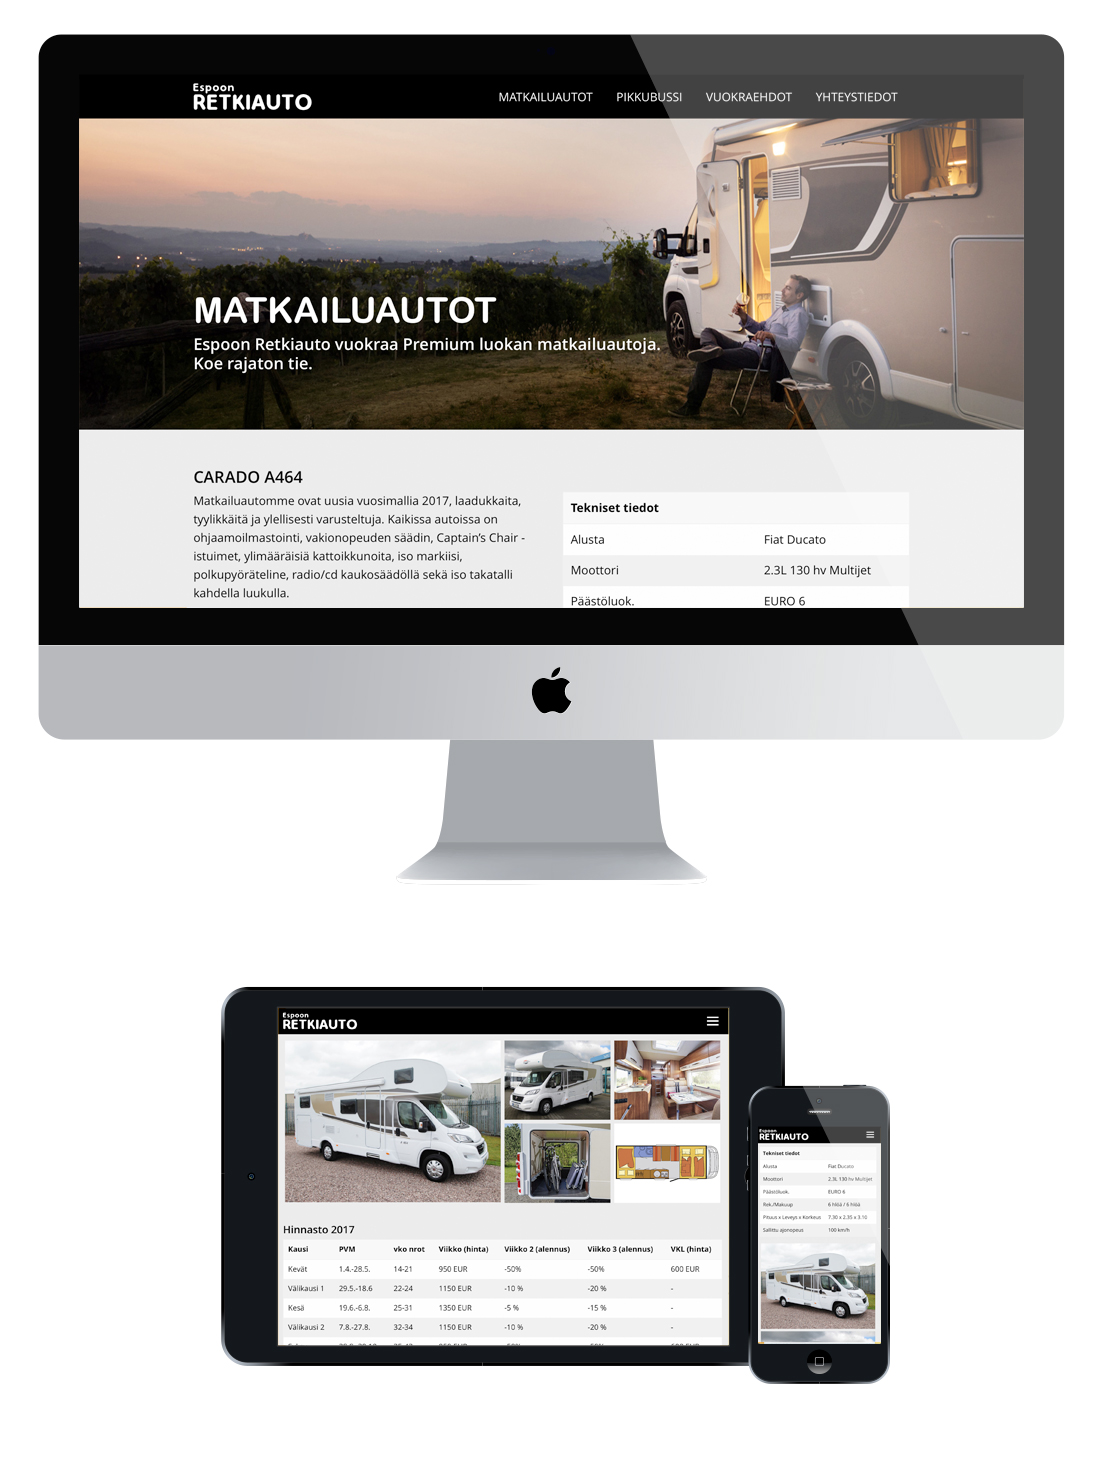 Espoon
RETKIAUTO
MATKAILUAUTOT PIKKUBUSSI VUOKRAEHDOT YHTEYSTIEDOT
MATKAILUAUTOT
Espoon Retkiauto vuokraa Premium luokan matkailuautoja.
Koe rajaton tie.
CARADO A464
Matkailuautomme ovat uusia vuosimallia 2017, laadukkaita,
tyylikkäitä ja ylellisesti varusteltuja. Kaikissa autoissa on
ohjaamoilmastointi, vakionopeuden säädin, Captain's Chair -
istuimet, ylimääräisiä kattoikkunoita, iso markiisi,
polkupyöräteline, radio/cd kaukosäädöllä sekä iso takatalli
kahdella luukulla.
Tekniset tiedot
Alusta Fiat Ducato
Moottori 2.3L 130 hv Multijet
Päästöluok. EURO 6
Espoon
RETKIAUTO
Hinnasto 2017
Kausi PVM vko nrot Viikko (hinta) Viikko 2 (alennus) Viikko 3 (alennus) VKL (hinta)
Kevät 1.4.-28.5. 14-21 950 EUR -50% -50% 600 EUR
Välikausi 1 29.5.-18.6 22-24 1150 EUR -10 % -20 % -
Kesä 19.6.-6.8. 25-31 1350 EUR -5 % -15 % -
Välikausi 2 7.8.-27.8. 32-34 1150 EUR -10 % -20 % -
Espoon
RETKIAUTO
Tekniset tiedot
Alusta Fiat Ducato
Moottori 2.3L 130 hv Multijet
Päästöluok. EURO 6
Rek./Makuup 6 hlöä / 6 hlöä
Pituus x Leveys x Korkeus 7.30 x 2.35 x 3.10
Sallittu ajonopeus 100 km/h